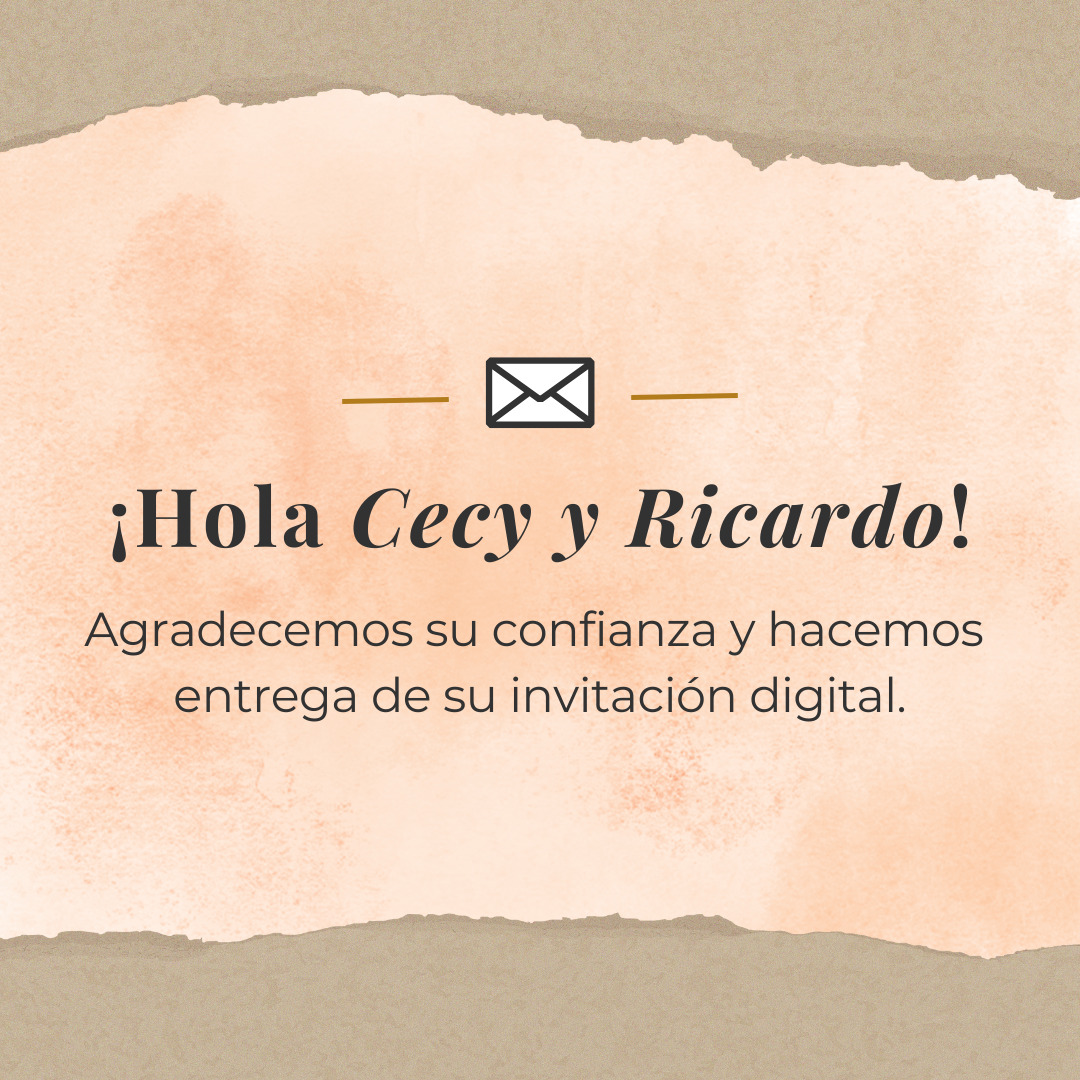 ¡Hola Cecy y Ricardo!
Agradecemos su confianza y hacemos
entrega de su invitación digital.